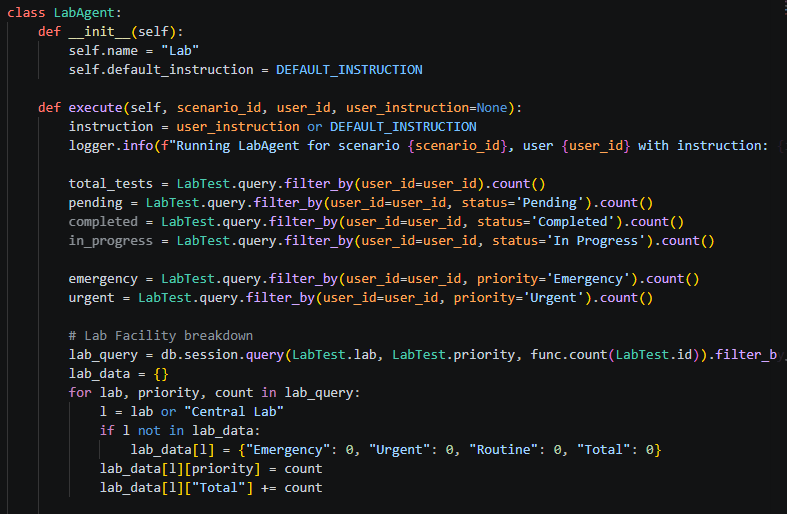 class LabAgent:
    def __init__(self):
        self.name = "Lab"
        self.default_instruction = DEFAULT_INSTRUCTION

    def execute(self, scenario_id, user_id, user_instruction=None):
        instruction = user_instruction or DEFAULT_INSTRUCTION
        logger.info(f"Running LabAgent for scenario {scenario_id}, user {user_id} with instruction: {

        total_tests = LabTest.query.filter_by(user_id=user_id).count()
        pending = LabTest.query.filter_by(user_id=user_id, status='Pending').count()
        completed = LabTest.query.filter_by(user_id=user_id, status='Completed').count()
        in_progress = LabTest.query.filter_by(user_id=user_id, status='In Progress').count()

        emergency = LabTest.query.filter_by(user_id=user_id, priority='Emergency').count()
        urgent = LabTest.query.filter_by(user_id=user_id, priority='Urgent').count()

        # Lab Facility breakdown
        lab_query = db.session.query(LabTest.lab, LabTest.priority, func.count(LabTest.id)).filter_by
        lab_data = {}
        for lab, priority, count in lab_query:
            l = lab or "Central Lab"
            if l not in lab_data:
                lab_data[l] = {"Emergency": 0, "Urgent": 0, "Routine": 0, "Total": 0}
            lab_data[l][priority] = count
            lab_data[l]["Total"] += count